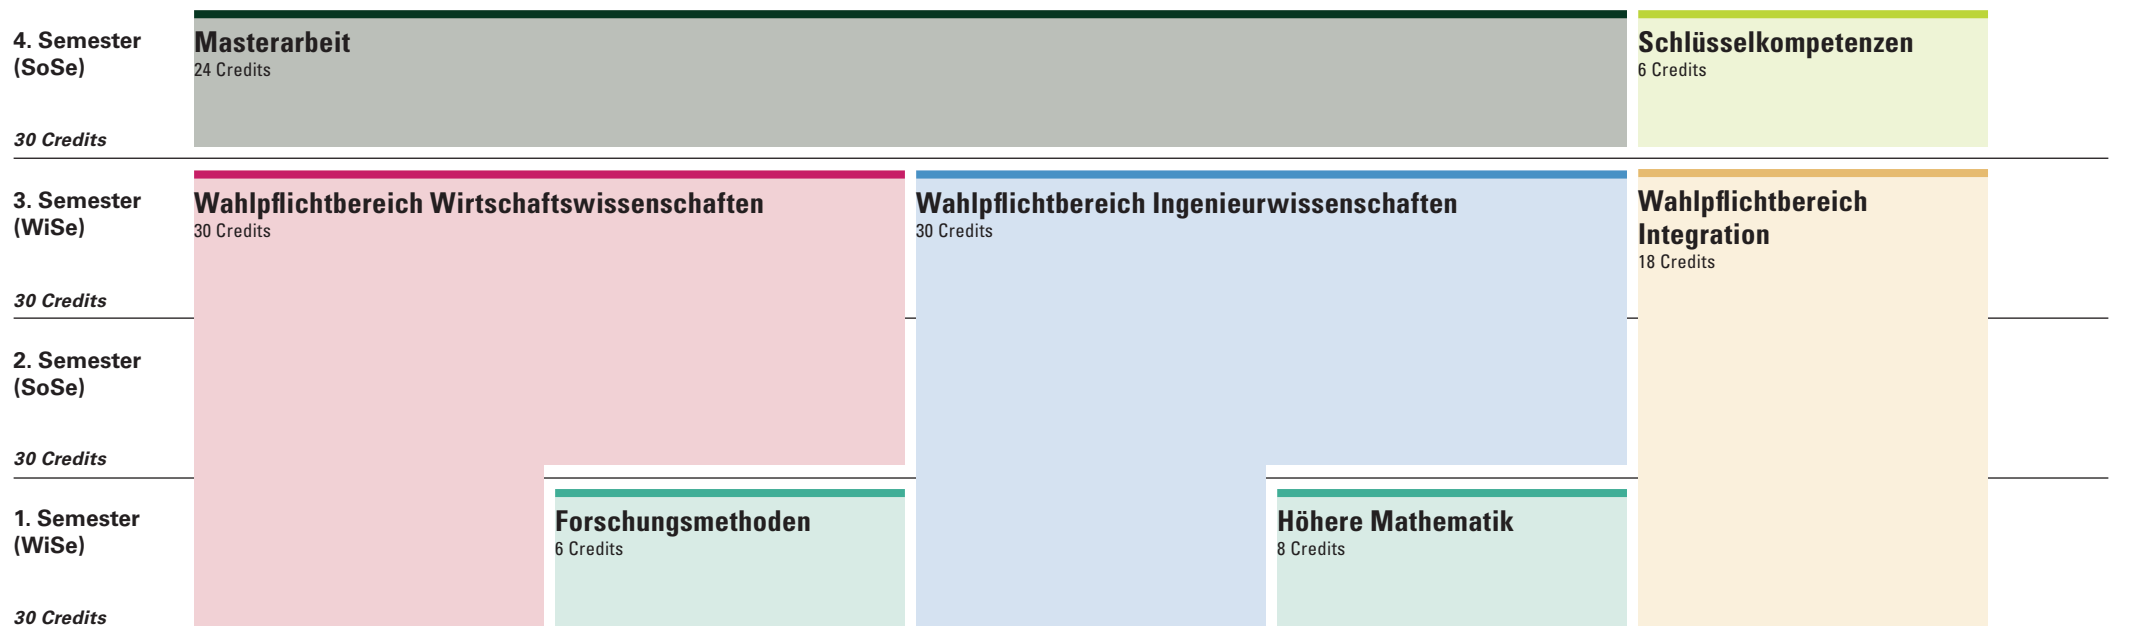 4. Semester
(SoSe)
30 Credits
Masterarbeit
24 Credits
Schlüsselkompetenzen
6 Credits
3. Semester
(WiSe)
30 Credits
Wahlpflichtbereich Wirtschaftswissenschaften
30 Credits
Wahlpflichtbereich Ingenieurwissenschaften
30 Credits
Wahlpflichtbereich
Integration
18 Credits
2. Semester
(SoSe)
30 Credits
1. Semester
(WiSe)
30 Credits
Forschungsmethoden
6 Credits
Höhere Mathematik
8 Credits